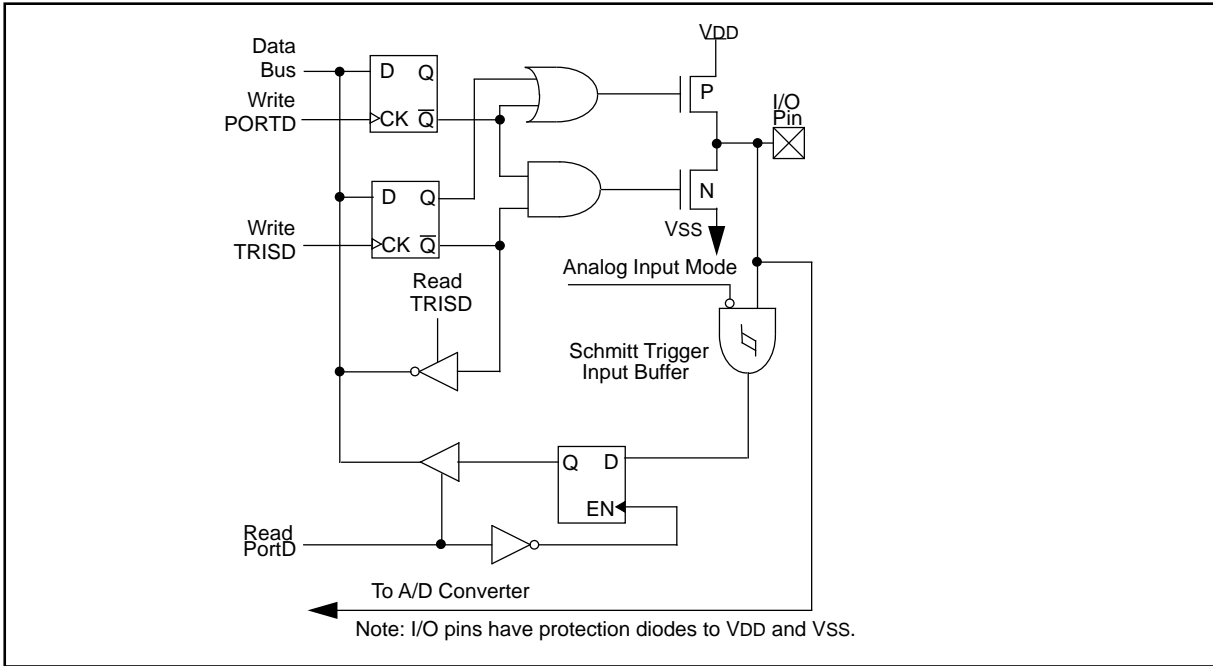 Data
Bus
Write
PORTD
D Q
CK Q̅
VDD
P
I/O
Pin
D Q
CK Q̅
Write
TRISD
N
VSS
Analog Input Mode
Read
TRISD
Schmitt Trigger
Input Buffer
Q D
EN
Read
PortD
To A/D Converter
Note: I/O pins have protection diodes to VDD and VSS.